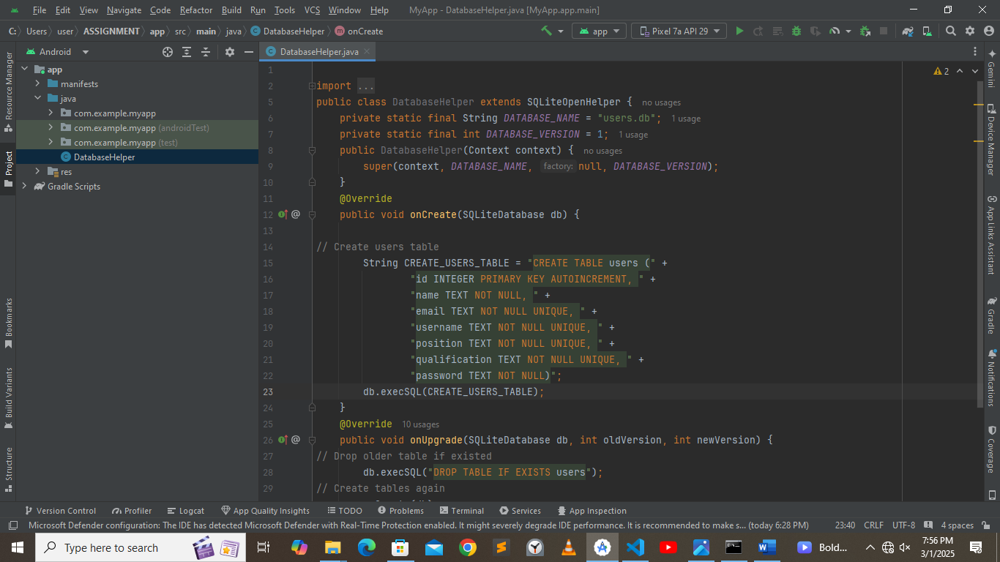 File Edit View Navigate Code Refactor Build Run Tools VCS Window Help MyApp - DatabaseHelper.java [MyApp.app.main]
C: Users user ASSIGNMENT app src main java DatabaseHelper onCreate app Pixel 7a API 29
Android
DatabaseHelper.java
Resource Manager
Project
Bookmarks
Build Variants
Structure
app
manifests
java
com.example.myapp
com.example.myapp (androidTest)
com.example.myapp (test)
DatabaseHelper
res
Gradle Scripts
2
1
2 import ...
5 public class DatabaseHelper extends SQLiteOpenHelper { no usages
6 private static final String DATABASE_NAME = "users.db"; 1 usage
7 private static final int DATABASE_VERSION = 1; 1 usage
8 public DatabaseHelper(Context context) { no usages
9 super(context, DATABASE_NAME, factory: null, DATABASE_VERSION);
10 }
11 @Override
12 @ public void onCreate(SQLiteDatabase db) {
13
14 // Create users table
15 String CREATE_USERS_TABLE = "CREATE TABLE users (" +
16 "id INTEGER PRIMARY KEY AUTOINCREMENT, " +
17 "name TEXT NOT NULL, " +
18 "email TEXT NOT NULL UNIQUE, " +
19 "username TEXT NOT NULL UNIQUE, " +
20 "position TEXT NOT NULL UNIQUE, " +
21 "qualification TEXT NOT NULL UNIQUE, " +
22 "password TEXT NOT NULL)";
23 db.execSQL(CREATE_USERS_TABLE);
24 }
25 @Override 10 usages
26 @ public void onUpgrade(SQLiteDatabase db, int oldVersion, int newVersion) {
27 // Drop older table if existed
28 db.execSQL("DROP TABLE IF EXISTS users");
29 // Create tables again
Gemini
Device Manager
App Links Assistant
Gradle
Notifications
Coverage
Version Control Profiler Logcat App Quality Insights TODO Problems Terminal Services App Inspection
Microsoft Defender configuration: The IDE has detected Microsoft Defender with Real-Time Protection enabled. It might severely degrade IDE performance. It is recommended to make s... (today 6:28 PM) 23:40 CRLF UTF-8 4 spaces
Type here to search
Bold...
7:56 PM
3/1/2025